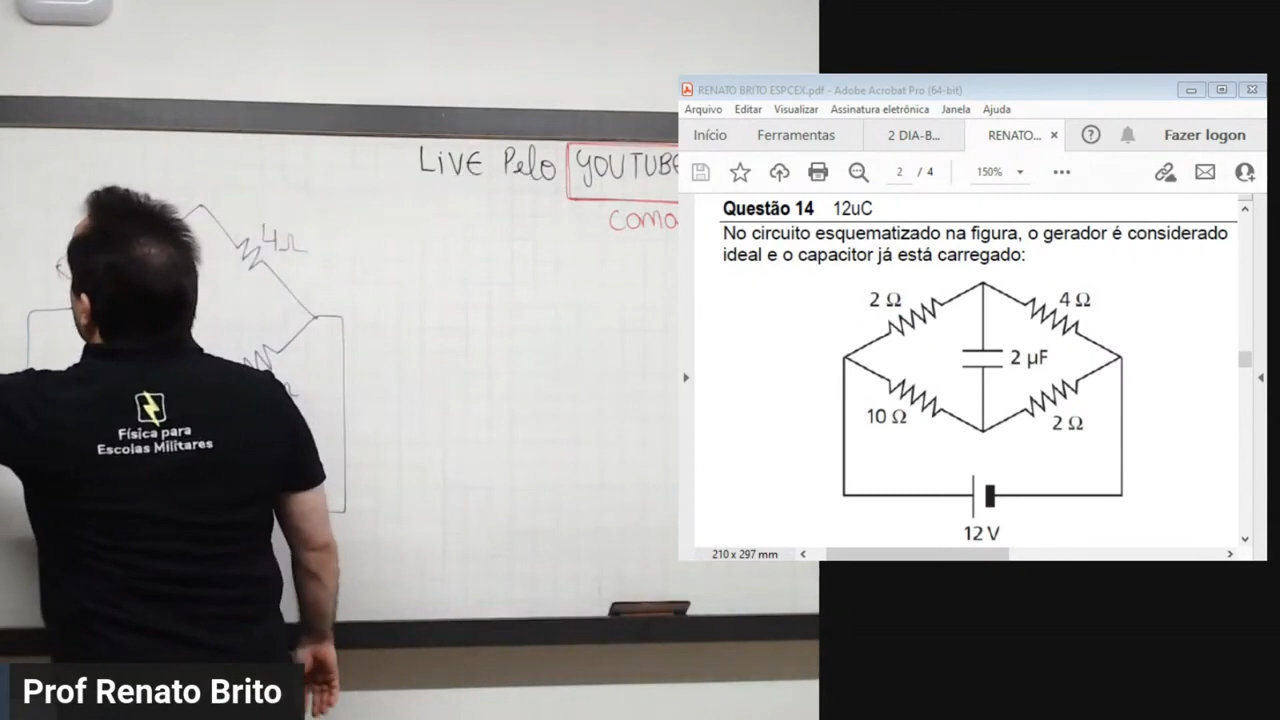 LiVE Pelo YOUTUBE
Como
4Ω
Física para
Escolas Militares
Prof Renato Brito
RENATO BRITO ESPCEX.pdf - Adobe Acrobat Pro (64-bit)
Arquivo Editar Visualizar Assinatura eletrônica Janela Ajuda
Início Ferramentas 2 DIA-B... RENATO... × ? Fazer logon
2 / 4 150%
Questão 14 12uC
No circuito esquematizado na figura, o gerador é considerado
ideal e o capacitor já está carregado:
2 Ω 4 Ω
2 µF
10 Ω 2 Ω
12 V
210 x 297 mm